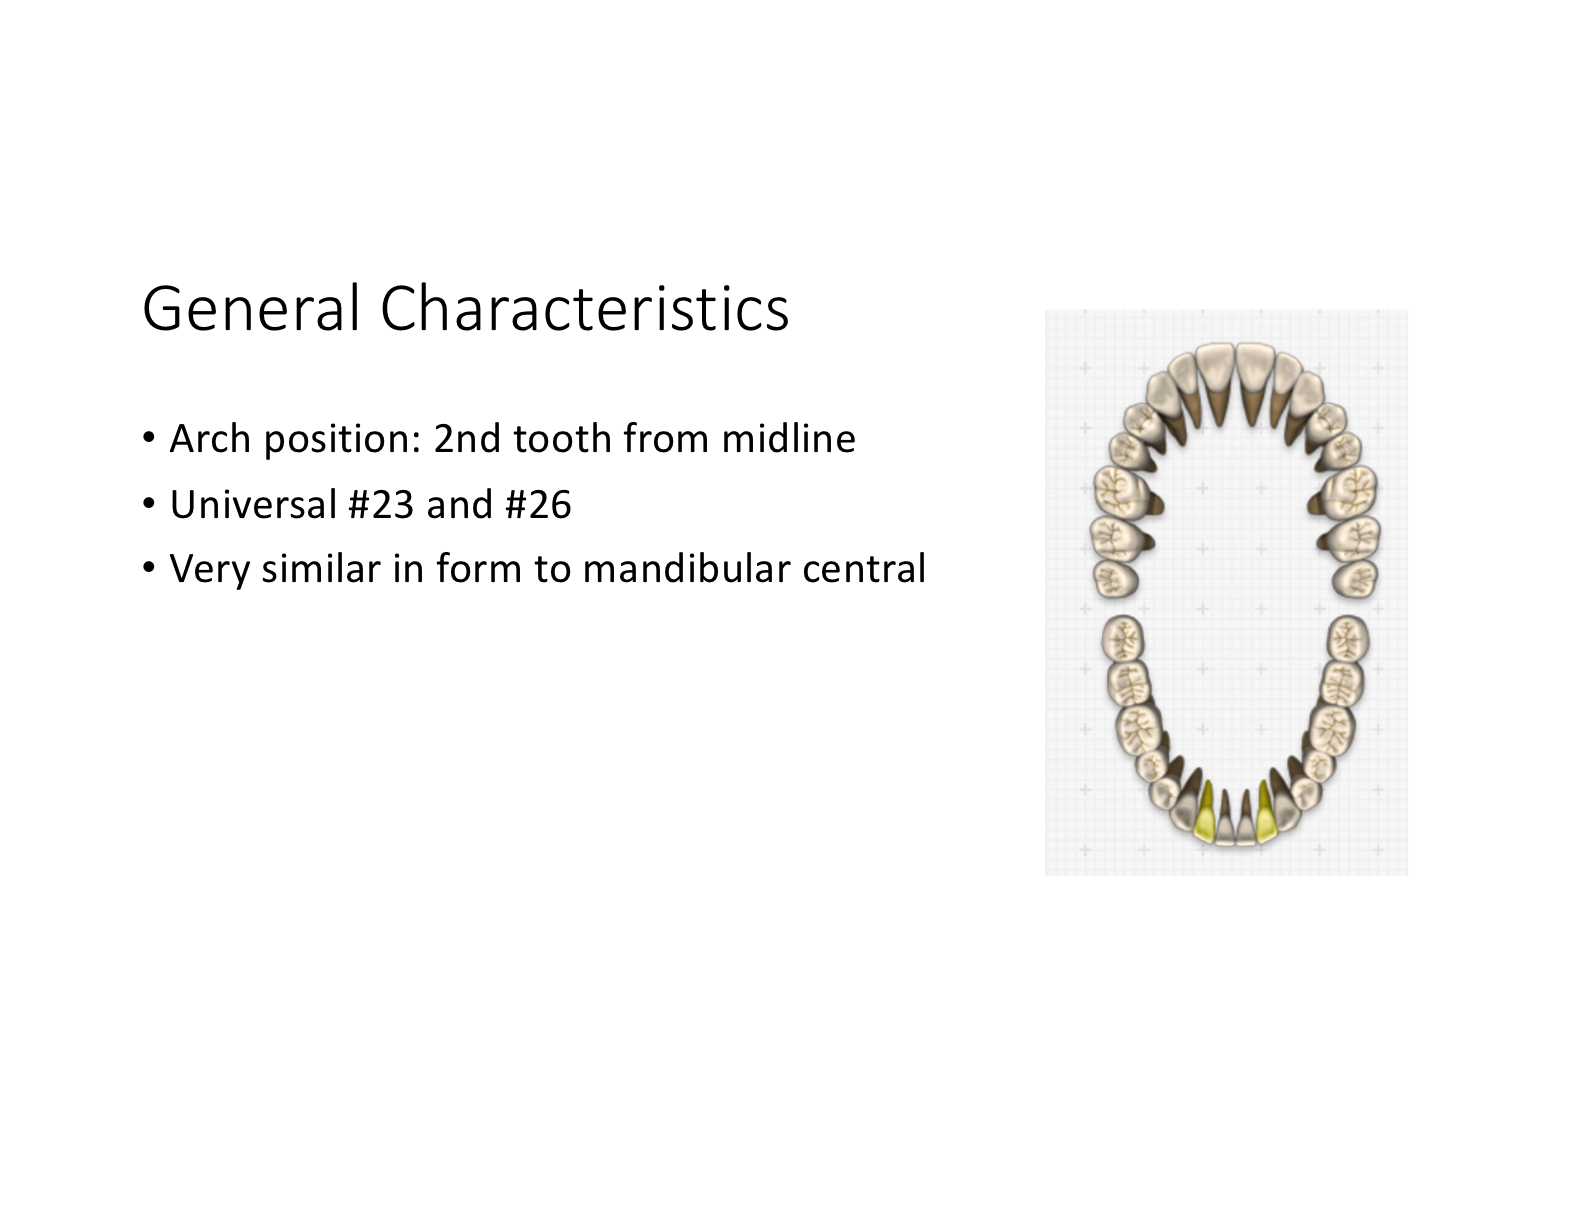 General Characteristics
• Arch position: 2nd tooth from midline
• Universal #23 and #26
• Very similar in form to mandibular central